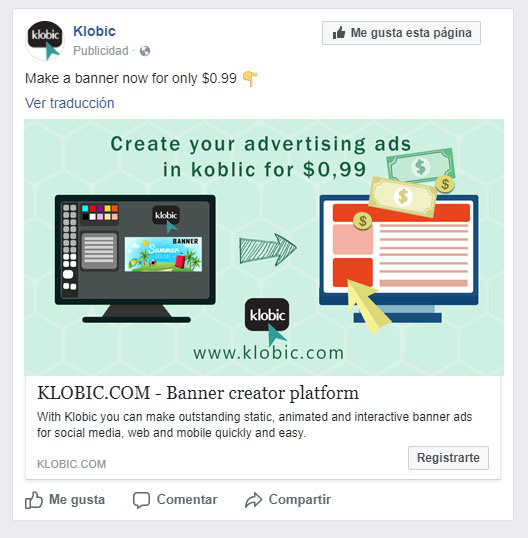 klobic
Klobic
Publicidad ·
Me gusta esta página
Make a banner now for only $0.99 👇
Ver traducción
Create your advertising ads
in koblic for $0,99
klobic
BANNER
Summer
$
$
$
$
klobic
www.klobic.com
KLOBIC.COM - Banner creator platform
With Klobic you can make outstanding static, animated and interactive banner ads
for social media, web and mobile quickly and easy.
KLOBIC.COM
Registrarte
Me gusta
Comentar
Compartir